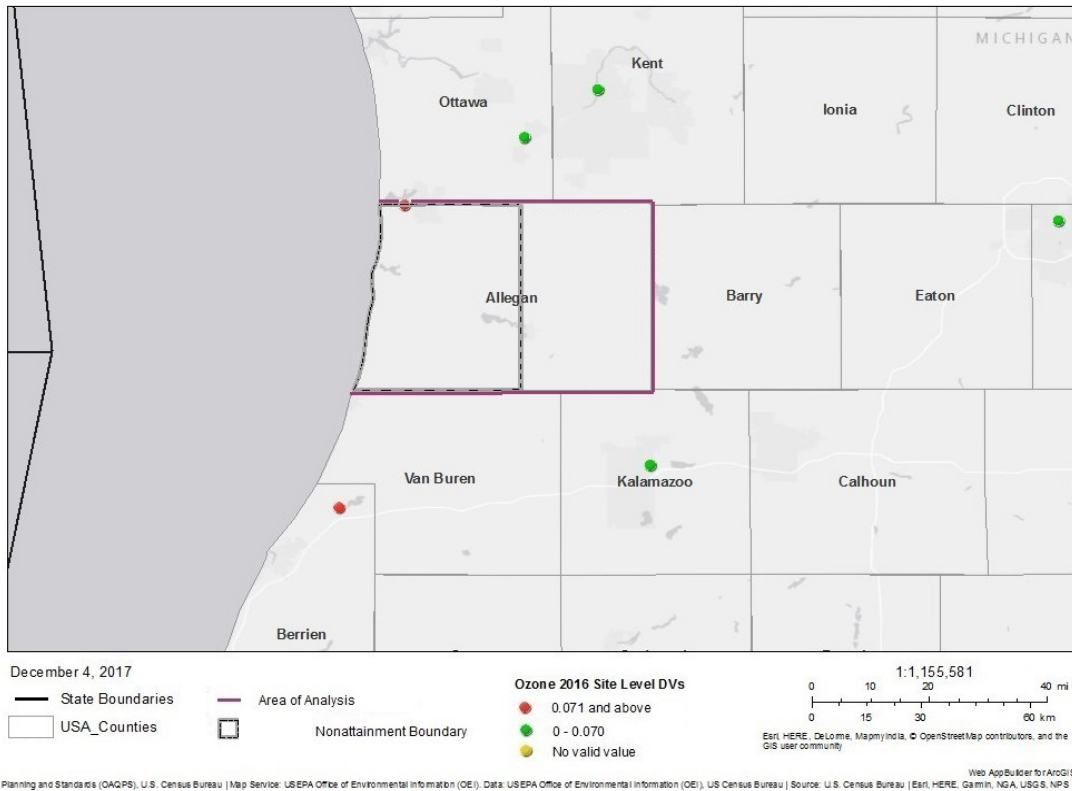 MICHIGAN
Kent
Ottawa
Ionia
Clinton
Allegan
Barry
Eaton
Van Buren
Kalamazoo
Calhoun
Berrien
December 4, 2017
State Boundaries
USA_Counties
Area of Analysis
Nonattainment Boundary
Ozone 2016 Site Level DVs
0.071 and above
0 - 0.070
No valid value
1:1,155,581
0 10 20 40 mi
0 15 30 60 km
Esri, HERE, DeLorme, MapmyIndia, © OpenStreetMap contributors, and the
GIS user community
Web AppBuilder for ArcGIS
Planning and Standards (OAQPS), U.S. Census Bureau | Map Service: USEPA Office of Environmental Information (OEI). Data: USEPA Office of Environmental Information (OEI), US Census Bureau | Source: U.S. Census Bureau | Esri, HERE, Garmin, NGA, USGS, NPS